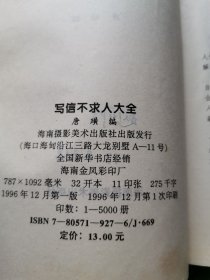 写信不求人大全
唐璜 编
海南摄影美术出版社出版发行
(海口海甸沿江三路大龙别墅 A—11号)
全国新华书店经销
海南金凤彩印厂
787×1092毫米 32开本 11印张 275千字
1996年12月第一版 1996年12月第1次印刷
印数：1—5000册
ISBN 7-80571-927-6/J·669
定价：13.00元